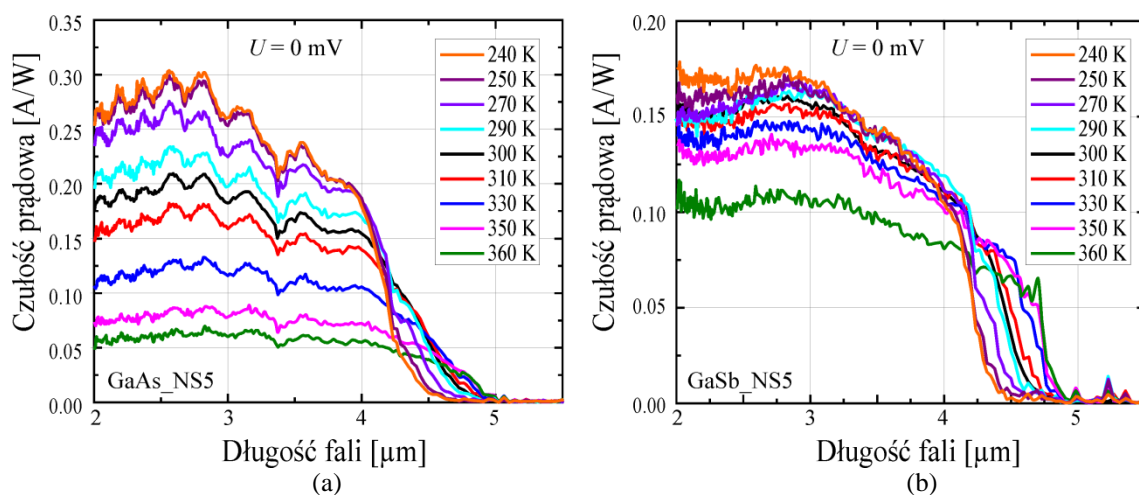 0.35
0.30
0.25
0.20
0.15
0.10
0.05
0.00
Czułość prądowa [A/W]
U = 0 mV
240 K
250 K
270 K
290 K
300 K
310 K
330 K
350 K
360 K
GaAs_NS5
2 3 4 5
Długość fali [µm]
(a)
0.20
0.15
0.10
0.05
0.00
Czułość prądowa [A/W]
U = 0 mV
240 K
250 K
270 K
290 K
300 K
310 K
330 K
350 K
360 K
GaSb_NS5
2 3 4 5
Długość fali [µm]
(b)